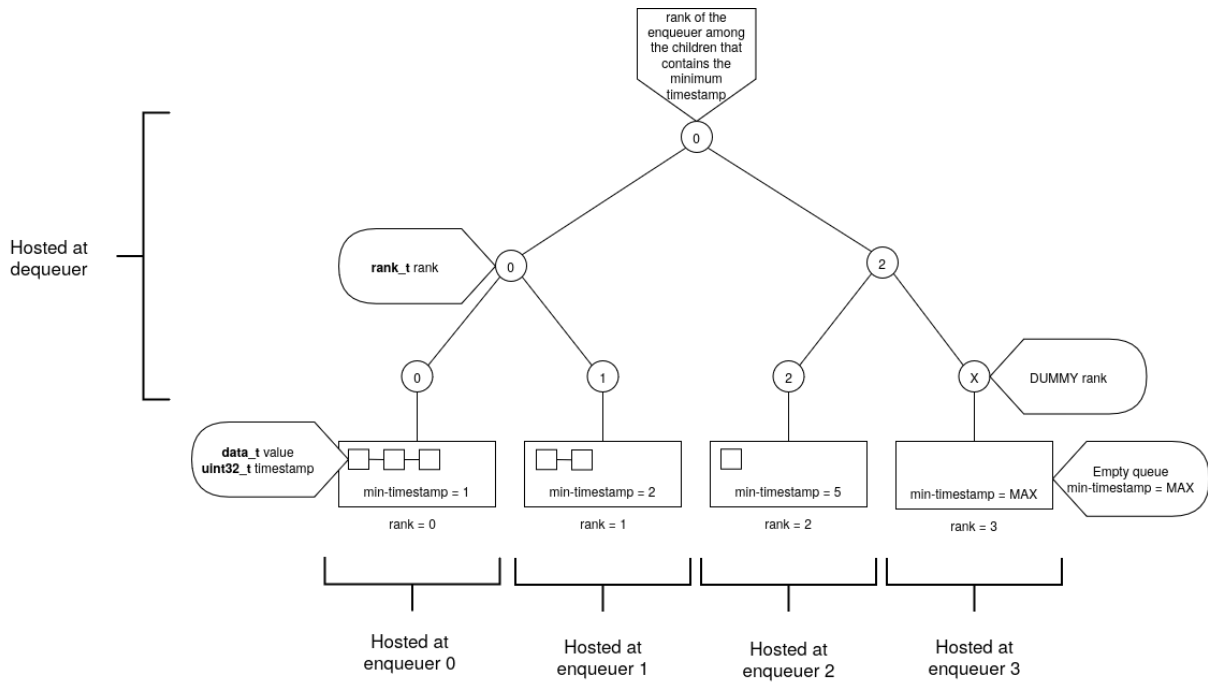 rank of the
enqueuer among
the children that
contains the
minimum
timestamp
0
Hosted at
dequeuer
rank_t rank
0
2
0
1
2
X
DUMMY rank
data_t value
uint32_t timestamp
min-timestamp = 1
min-timestamp = 2
min-timestamp = 5
min-timestamp = MAX
Empty queue
min-timestamp = MAX
rank = 0
rank = 1
rank = 2
rank = 3
Hosted at
enqueuer 0
Hosted at
enqueuer 1
Hosted at
enqueuer 2
Hosted at
enqueuer 3